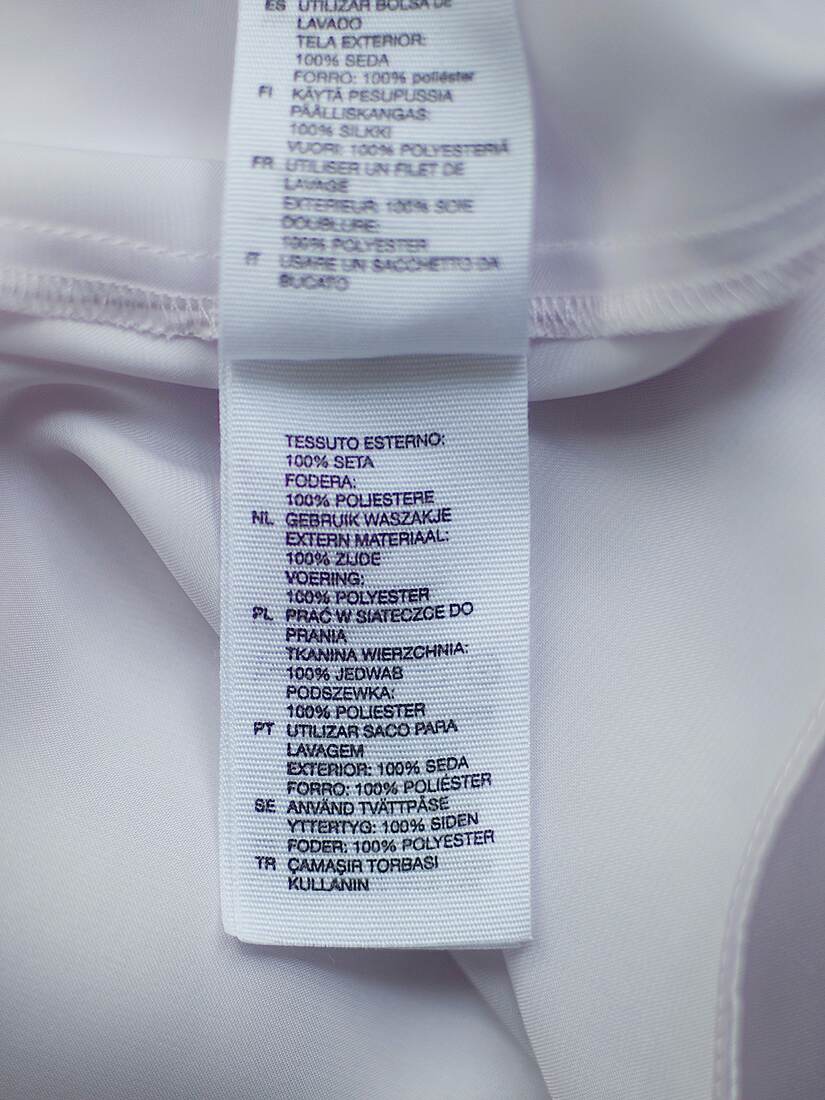 ES UTILIZAR BOLSA DE
LAVADO
TELA EXTERIOR:
100% SEDA
FORRO: 100% poliéster
FI KÄYTÄ PESUPUSSIA
PÄÄLLISKANGAS:
100% SILKKI
VUORI: 100% POLYESTERIÄ
FR UTILISER UN FILET DE
LAVAGE
EXTERIEUR: 100% SOIE
DOUBLURE:
100% POLYESTER
IT USARE UN SACCHETTO DA
BUCATO
TESSUTO ESTERNO:
100% SETA
FODERA:
100% POLIESTERE
NL GEBRUIK WASZAKJE
EXTERN MATERIAAL:
100% ZIJDE
VOERING:
100% POLYESTER
PL PRAĆ W SIATECZCE DO
PRANIA
TKANINA WIERZCHNIA:
100% JEDWAB
PODSZEWKA:
100% POLIESTER
PT UTILIZAR SACO PARA
LAVAGEM
EXTERIOR: 100% SEDA
FORRO: 100% POLIÉSTER
SE ANVÄND TVÄTTPÅSE
YTTERTYG: 100% SIDEN
FODER: 100% POLYESTER
TR ÇAMAŞIR TORBASI
KULLANIN